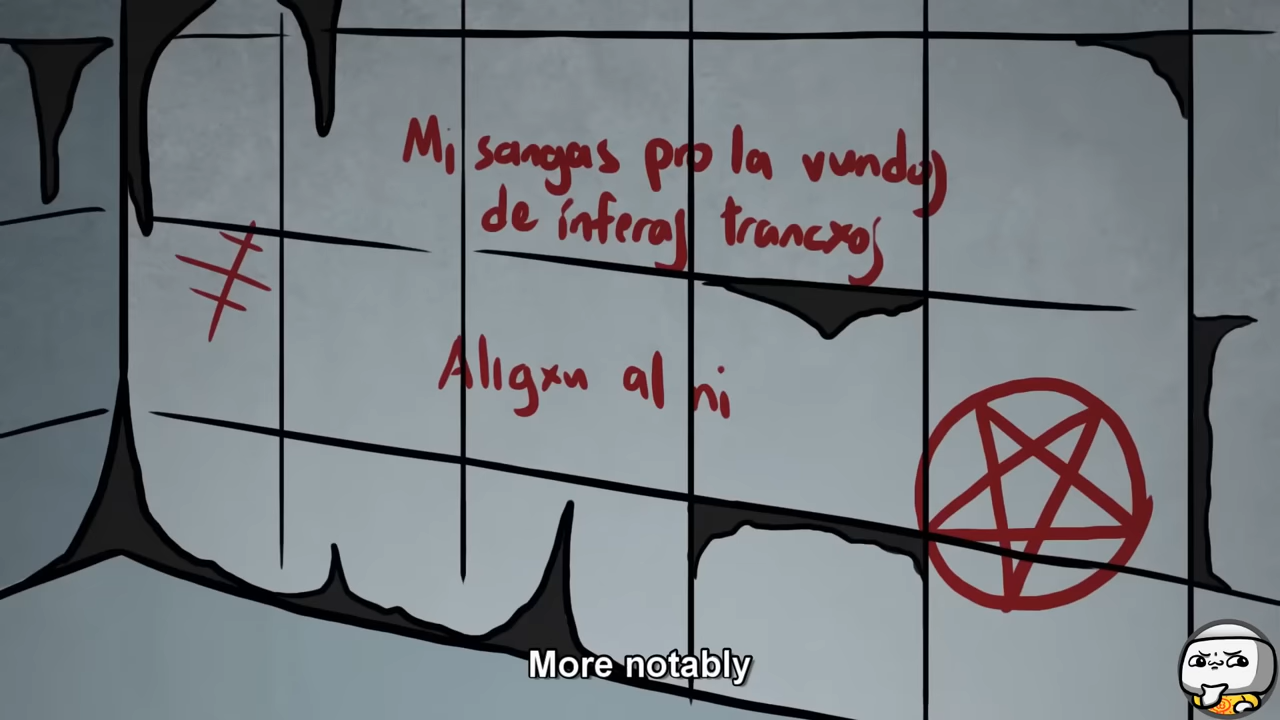 Mi sangas pro la vundoj
de inferaj trancxoj
Aligxu al ni
More notably